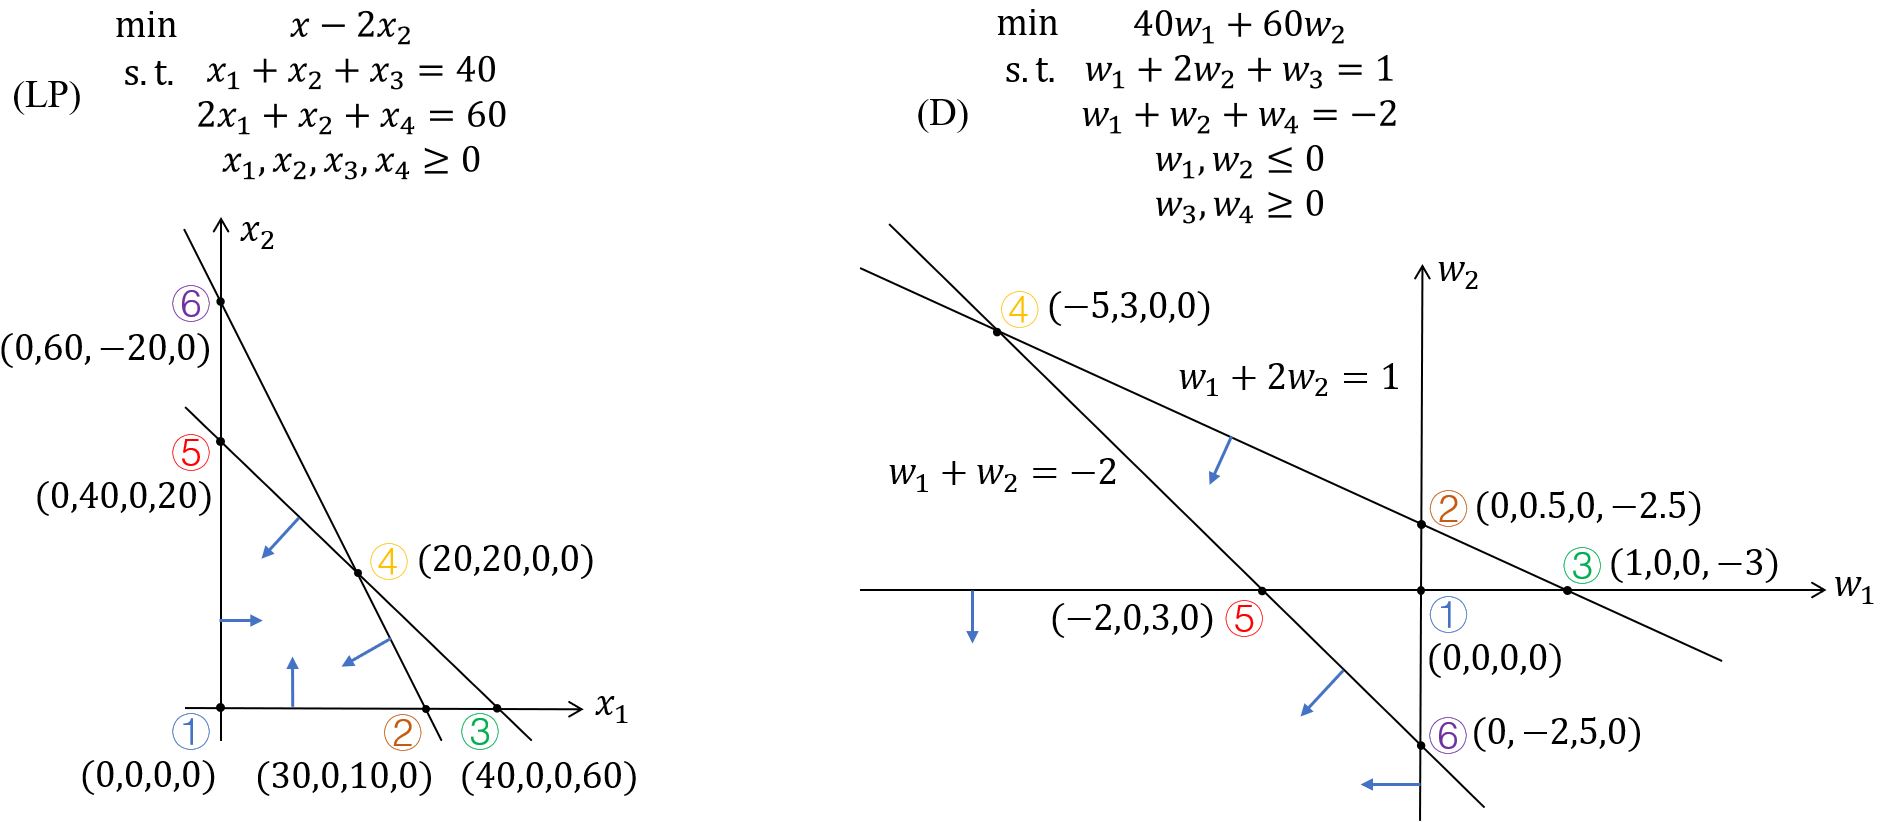 min x − 2x₂
(LP) s.t. x₁ + x₂ + x₃ = 40
2x₁ + x₂ + x₄ = 60
x₁, x₂, x₃, x₄ ≥ 0
x₂
⑥
(0,60, −20,0)
⑤
(0,40,0,20)
④ (20,20,0,0)
x₁
① ② ③
(0,0,0,0) (30,0,10,0) (40,0,0,60)
min 40w₁ + 60w₂
s.t. w₁ + 2w₂ + w₃ = 1
(D) w₁ + w₂ + w₄ = −2
w₁, w₂ ≤ 0
w₃, w₄ ≥ 0
w₂
④ (−5,3,0,0)
w₁ + 2w₂ = 1
w₁ + w₂ = −2
② (0,0.5,0, −2.5)
③ (1,0,0, −3)
w₁
(−2,0,3,0) ⑤
①
(0,0,0,0)
⑥ (0, −2,5,0)